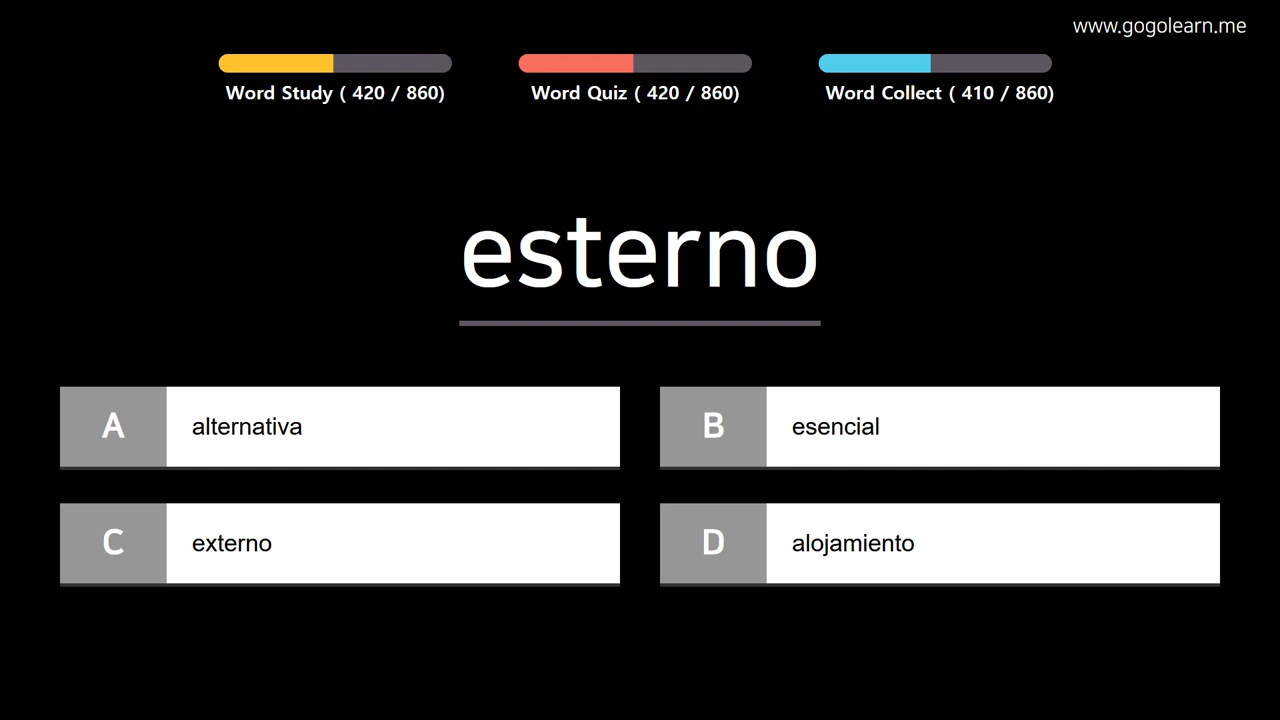 www.gogolearn.me
Word Study ( 420 / 860)
Word Quiz ( 420 / 860)
Word Collect ( 410 / 860)
esterno
A alternativa
B esencial
C externo
D alojamiento